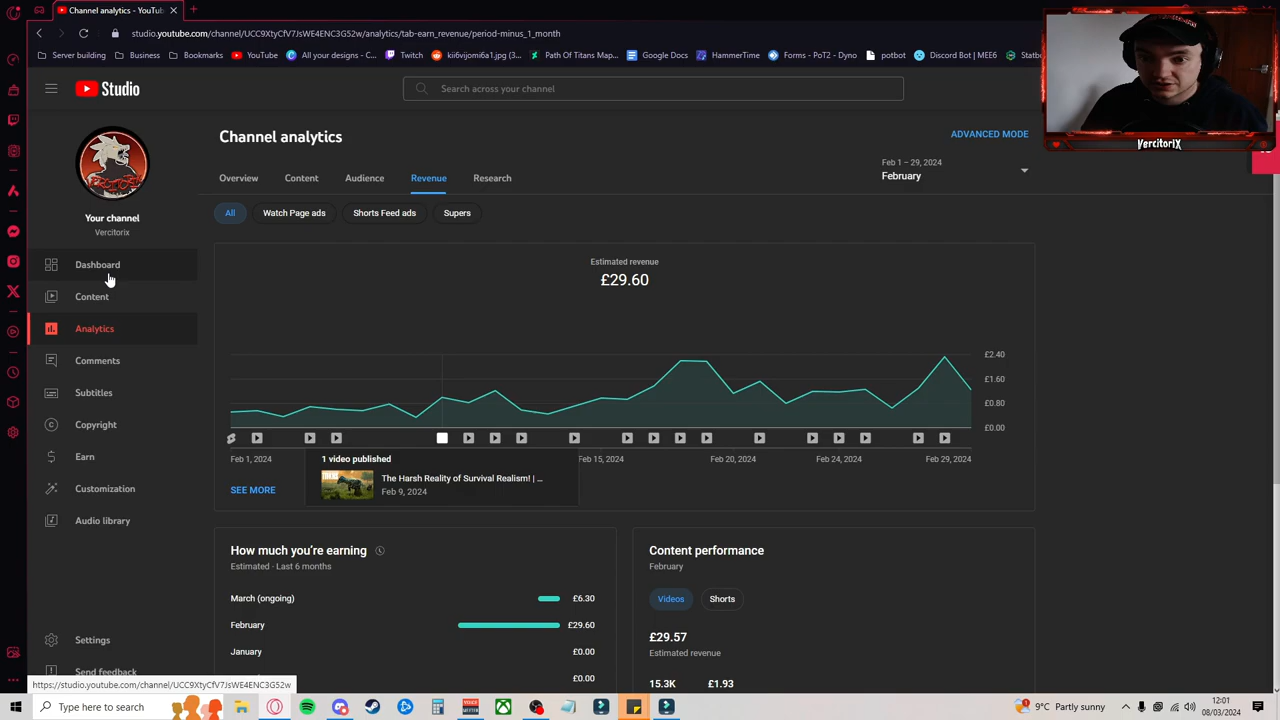 Channel analytics - YouTub
studio.youtube.com/channel/UCC9XtyCfV7JsWE4ENC3G52w/analytics/tab-earn_revenue/period-minus_1_month
Server building
Business
Bookmarks
YouTube
All your designs - C...
Twitch
kii6viijomt61.jpg (3...
Path Of Titans Map...
Google Docs
HammerTime
Forms - PoT2 - Dyno
potbot
Discord Bot | MEE6
Statb
VercitorIX
Studio
Search across your channel
Your channel
Vercitorix
Dashboard
Content
Analytics
Comments
Subtitles
Copyright
Earn
Customization
Audio library
Settings
Send feedback
https://studio.youtube.com/channel/UCC9XtyCfV7JsWE4ENC3G52w
Channel analytics
ADVANCED MODE
Overview
Content
Audience
Revenue
Research
Feb 1 – 29, 2024
February
All
Watch Page ads
Shorts Feed ads
Supers
Estimated revenue
£29.60
£2.40
£1.60
£0.80
£0.00
Feb 1, 2024
Feb 15, 2024
Feb 20, 2024
Feb 24, 2024
Feb 29, 2024
1 video published
The Harsh Reality of Survival Realism! | ...
Feb 9, 2024
SEE MORE
How much you're earning
Estimated · Last 6 months
March (ongoing)
£6.30
February
£29.60
January
£0.00
£0.00
Content performance
February
Videos
Shorts
£29.57
Estimated revenue
15.3K
£1.93
Type here to search
9°C Partly sunny
12:01
08/03/2024